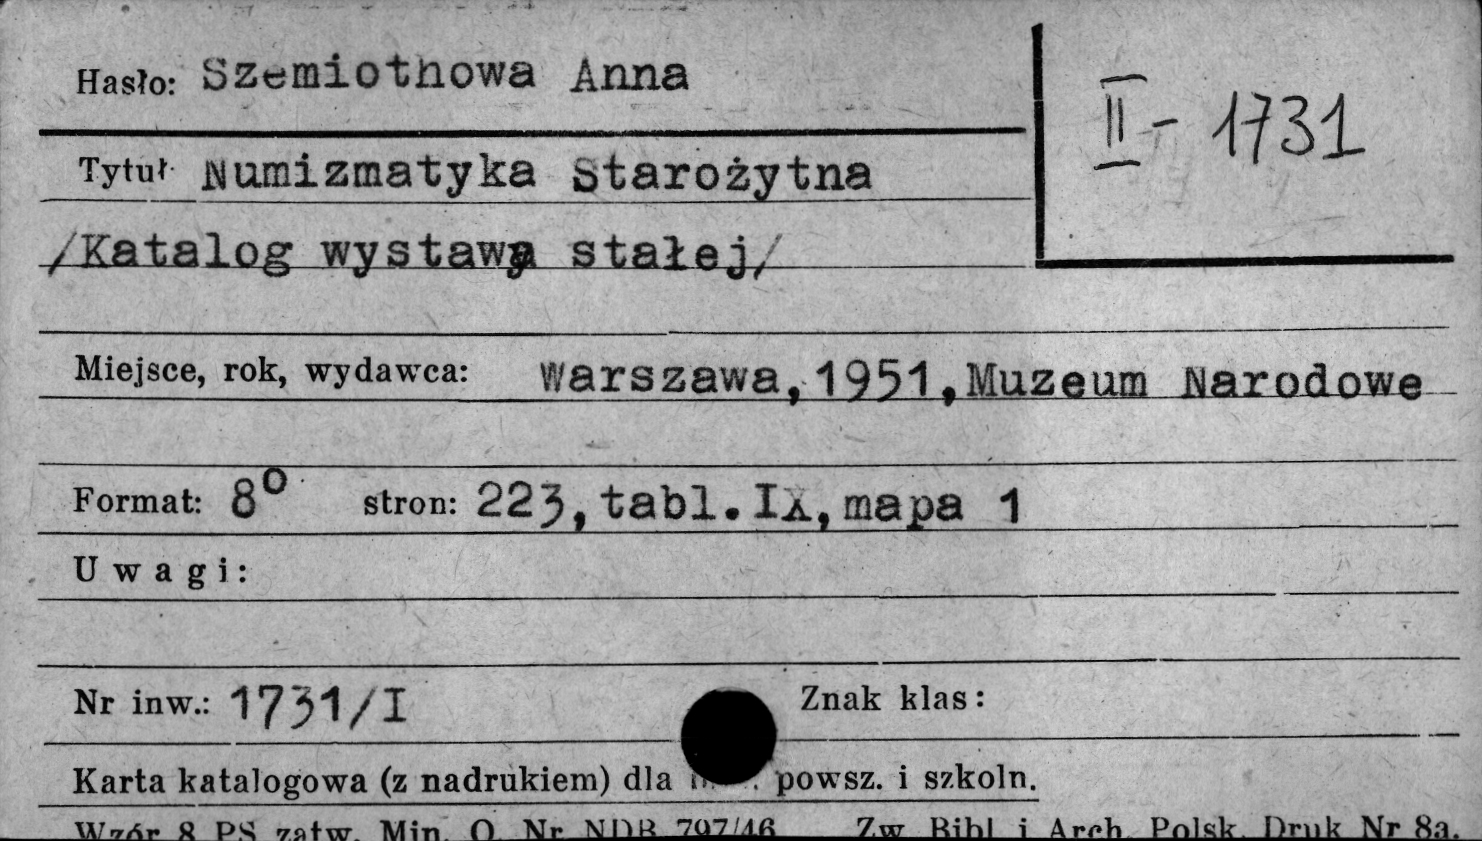 Hasło: Szemiothowa Anna
II - 1731
Tytuł Numizmatyka Starożytna
/Katalog wystawy stałej/
Miejsce, rok, wydawca: Warszawa, 1951, Muzeum Narodowe
Format: 8° stron: 223, tabl. IX, mapa 1
Uwagi:
Nr inw.: 1731/I Znak klas:
Karta katalogowa (z nadrukiem) dla powsz. i szkoln.
Wzór 8 PS zatw. Min. O. Nr NDB 797/46 Zw. Bibl. i Arch. Polsk. Druk Nr 8a.